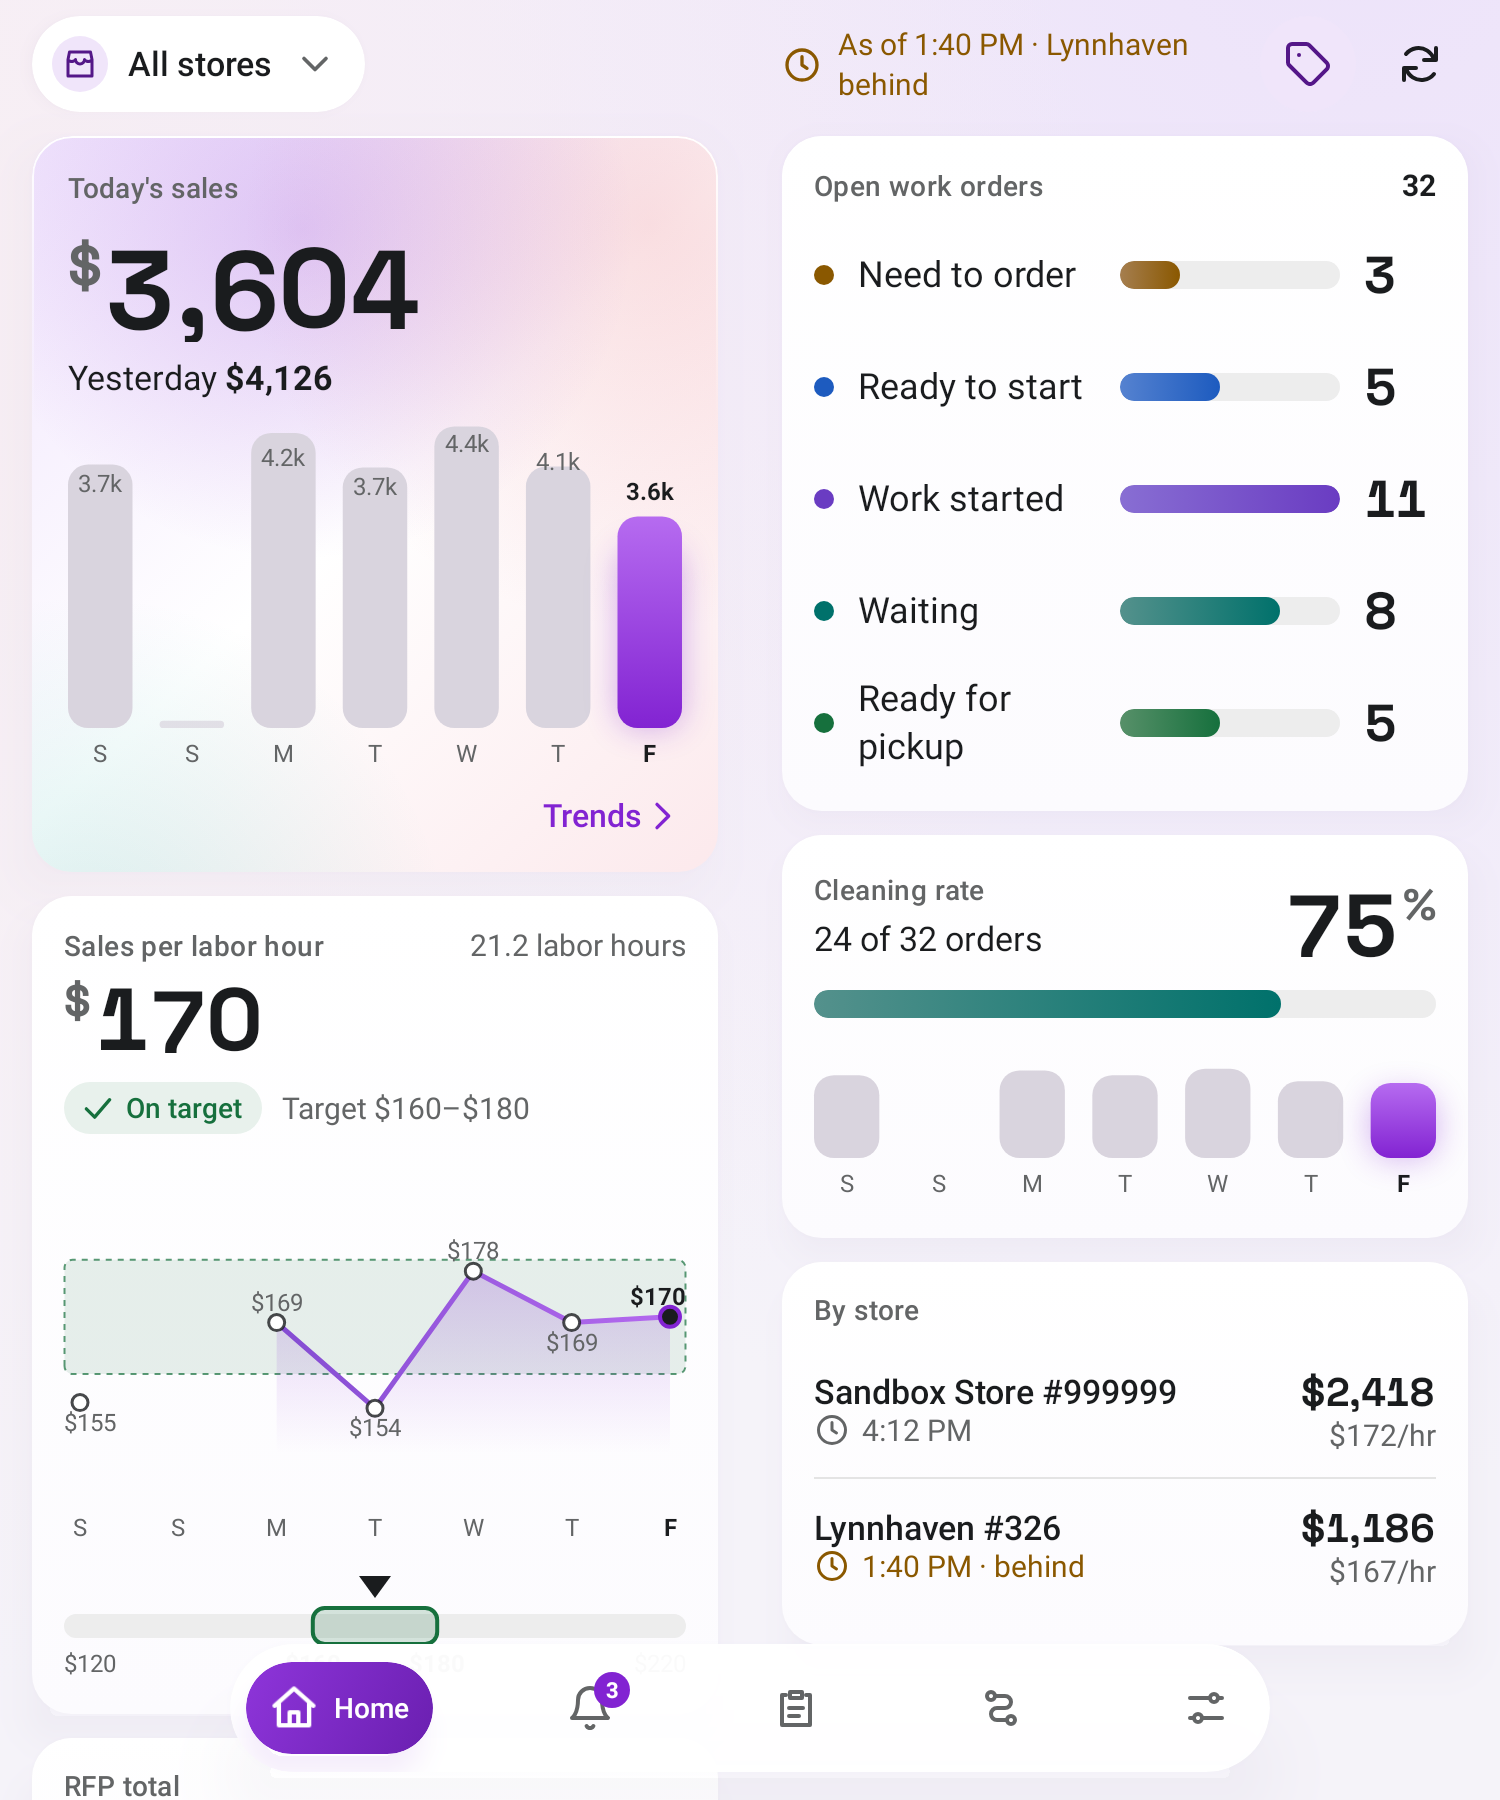 All stores
As of 1:40 PM · Lynnhaven
behind
Today's sales
$3,604
Yesterday $4,126
3.7k
4.2k
3.7k
4.4k
4.1k
3.6k
S S M T W T F
Trends
Sales per labor hour
21.2 labor hours
$170
On target
Target $160–$180
$178
$169
$170
$169
$155
$154
S S M T W T F
$120
$180
$220
RFP total
Open work orders
32
Need to order 3
Ready to start 5
Work started 11
Waiting 8
Ready for
pickup
5
Cleaning rate
24 of 32 orders
75%
S S M T W T F
By store
Sandbox Store #999999
$2,418
4:12 PM
$172/hr
Lynnhaven #326
$1,186
1:40 PM · behind
$167/hr
Home
3